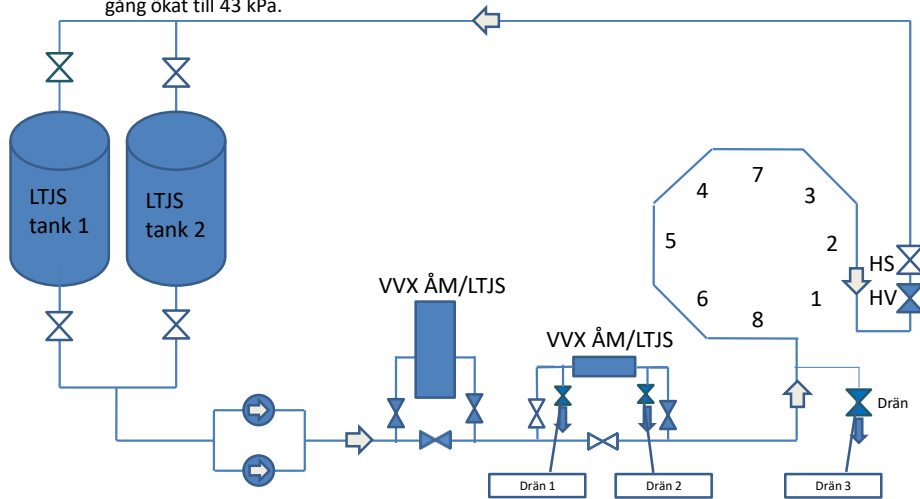 gång ökat till 43 kPa.
LTJS
tank 1
LTJS
tank 2
4
7
3
5
2
6
1
8
HS
HV
VVX ÅM/LTJS
VVX ÅM/LTJS
Drän
Drän 1
Drän 2
Drän 3